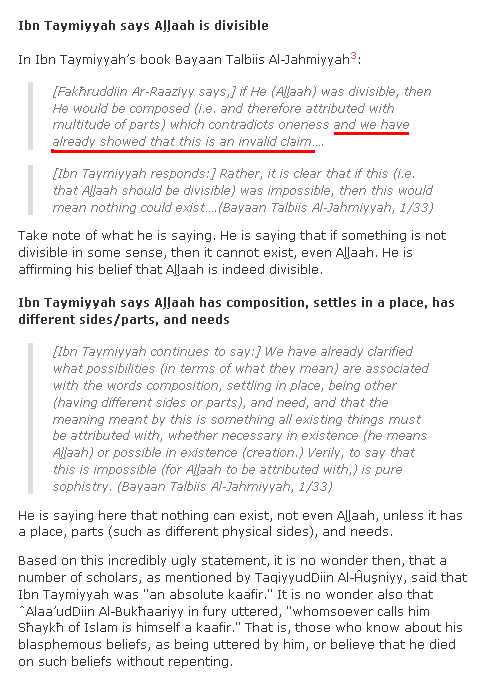 Ibn Taymiyyah says Aļļaah is divisible
In Ibn Taymiyyah's book Bayaan Talbiis Al-Jahmiyyah3:
[Fakħruddiin Ar-Raaziyy says,] if He (Aļļaah) was divisible, then
He would be composed (i.e. and therefore attributed with
multitude of parts) which contradicts oneness and we have
already showed that this is an invalid claim....
[Ibn Taymiyyah responds:] Rather, it is clear that if this (i.e.
that Aļļaah should be divisible) was impossible, then this would
mean nothing could exist....(Bayaan Talbiis Al-Jahmiyyah, 1/33)
Take note of what he is saying. He is saying that if something is not
divisible in some sense, then it cannot exist, even Aļļaah. He is
affirming his belief that Aļļaah is indeed divisible.
Ibn Taymiyyah says Aļļaah has composition, settles in a place, has
different sides/parts, and needs
[Ibn Taymiyyah continues to say:] We have already clarified
what possibilities (in terms of what they mean) are associated
with the words composition, settling in place, being other
(having different sides or parts), and need, and that the
meaning meant by this is something all existing things must
be attributed with, whether necessary in existence (he means
Aļļaah) or possible in existence (creation.) Verily, to say that
this is impossible (for Aļļaah to be attributed with,) is pure
sophistry. (Bayaan Talbiis Al-Jahmiyyah, 1/33)
He is saying here that nothing can exist, not even Aļļaah, unless it has
a place, parts (such as different physical sides), and needs.
Based on this incredibly ugly statement, it is no wonder then, that a
number of scholars, as mentioned by TaqiyyudDiin Al-Ĥuşniyy, said that
Ibn Taymiyyah was "an absolute kaafir." It is no wonder also that
ˆAlaa'udDiin Al-Bukħaariyy in fury uttered, "whomsoever calls him
Sħaykħ of Islam is himself a kaafir." That is, those who know about his
blasphemous beliefs, as being uttered by him, or believe that he died
on such beliefs without repenting.